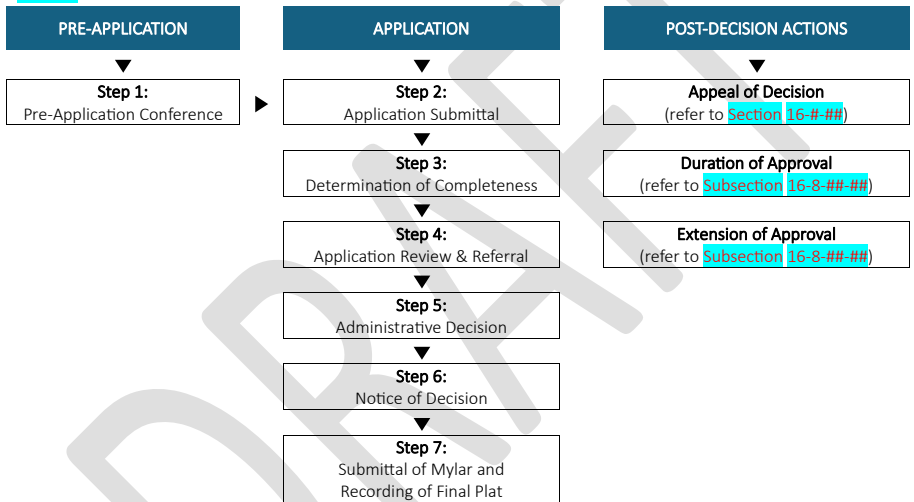 PRE-APPLICATION
Step 1:
Pre-Application Conference
APPLICATION
Step 2:
Application Submittal
Step 3:
Determination of Completeness
Step 4:
Application Review & Referral
Step 5:
Administrative Decision
Step 6:
Notice of Decision
Step 7:
Submittal of Mylar and
Recording of Final Plat
POST-DECISION ACTIONS
Appeal of Decision
(refer to Section 16-#-##)
Duration of Approval
(refer to Subsection 16-8-##-##)
Extension of Approval
(refer to Subsection 16-8-##-##)
DRAFT